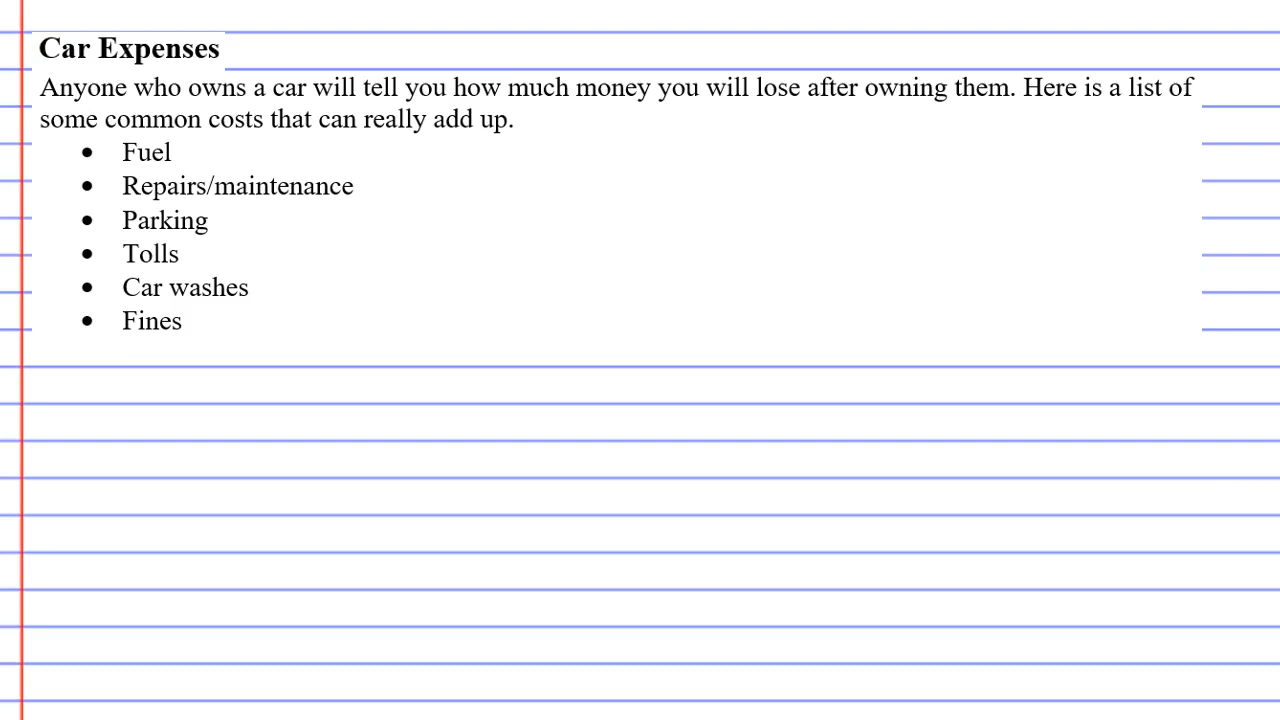 Car Expenses
Anyone who owns a car will tell you how much money you will lose after owning them. Here is a list of
some common costs that can really add up.
• Fuel
• Repairs/maintenance
• Parking
• Tolls
• Car washes
• Fines